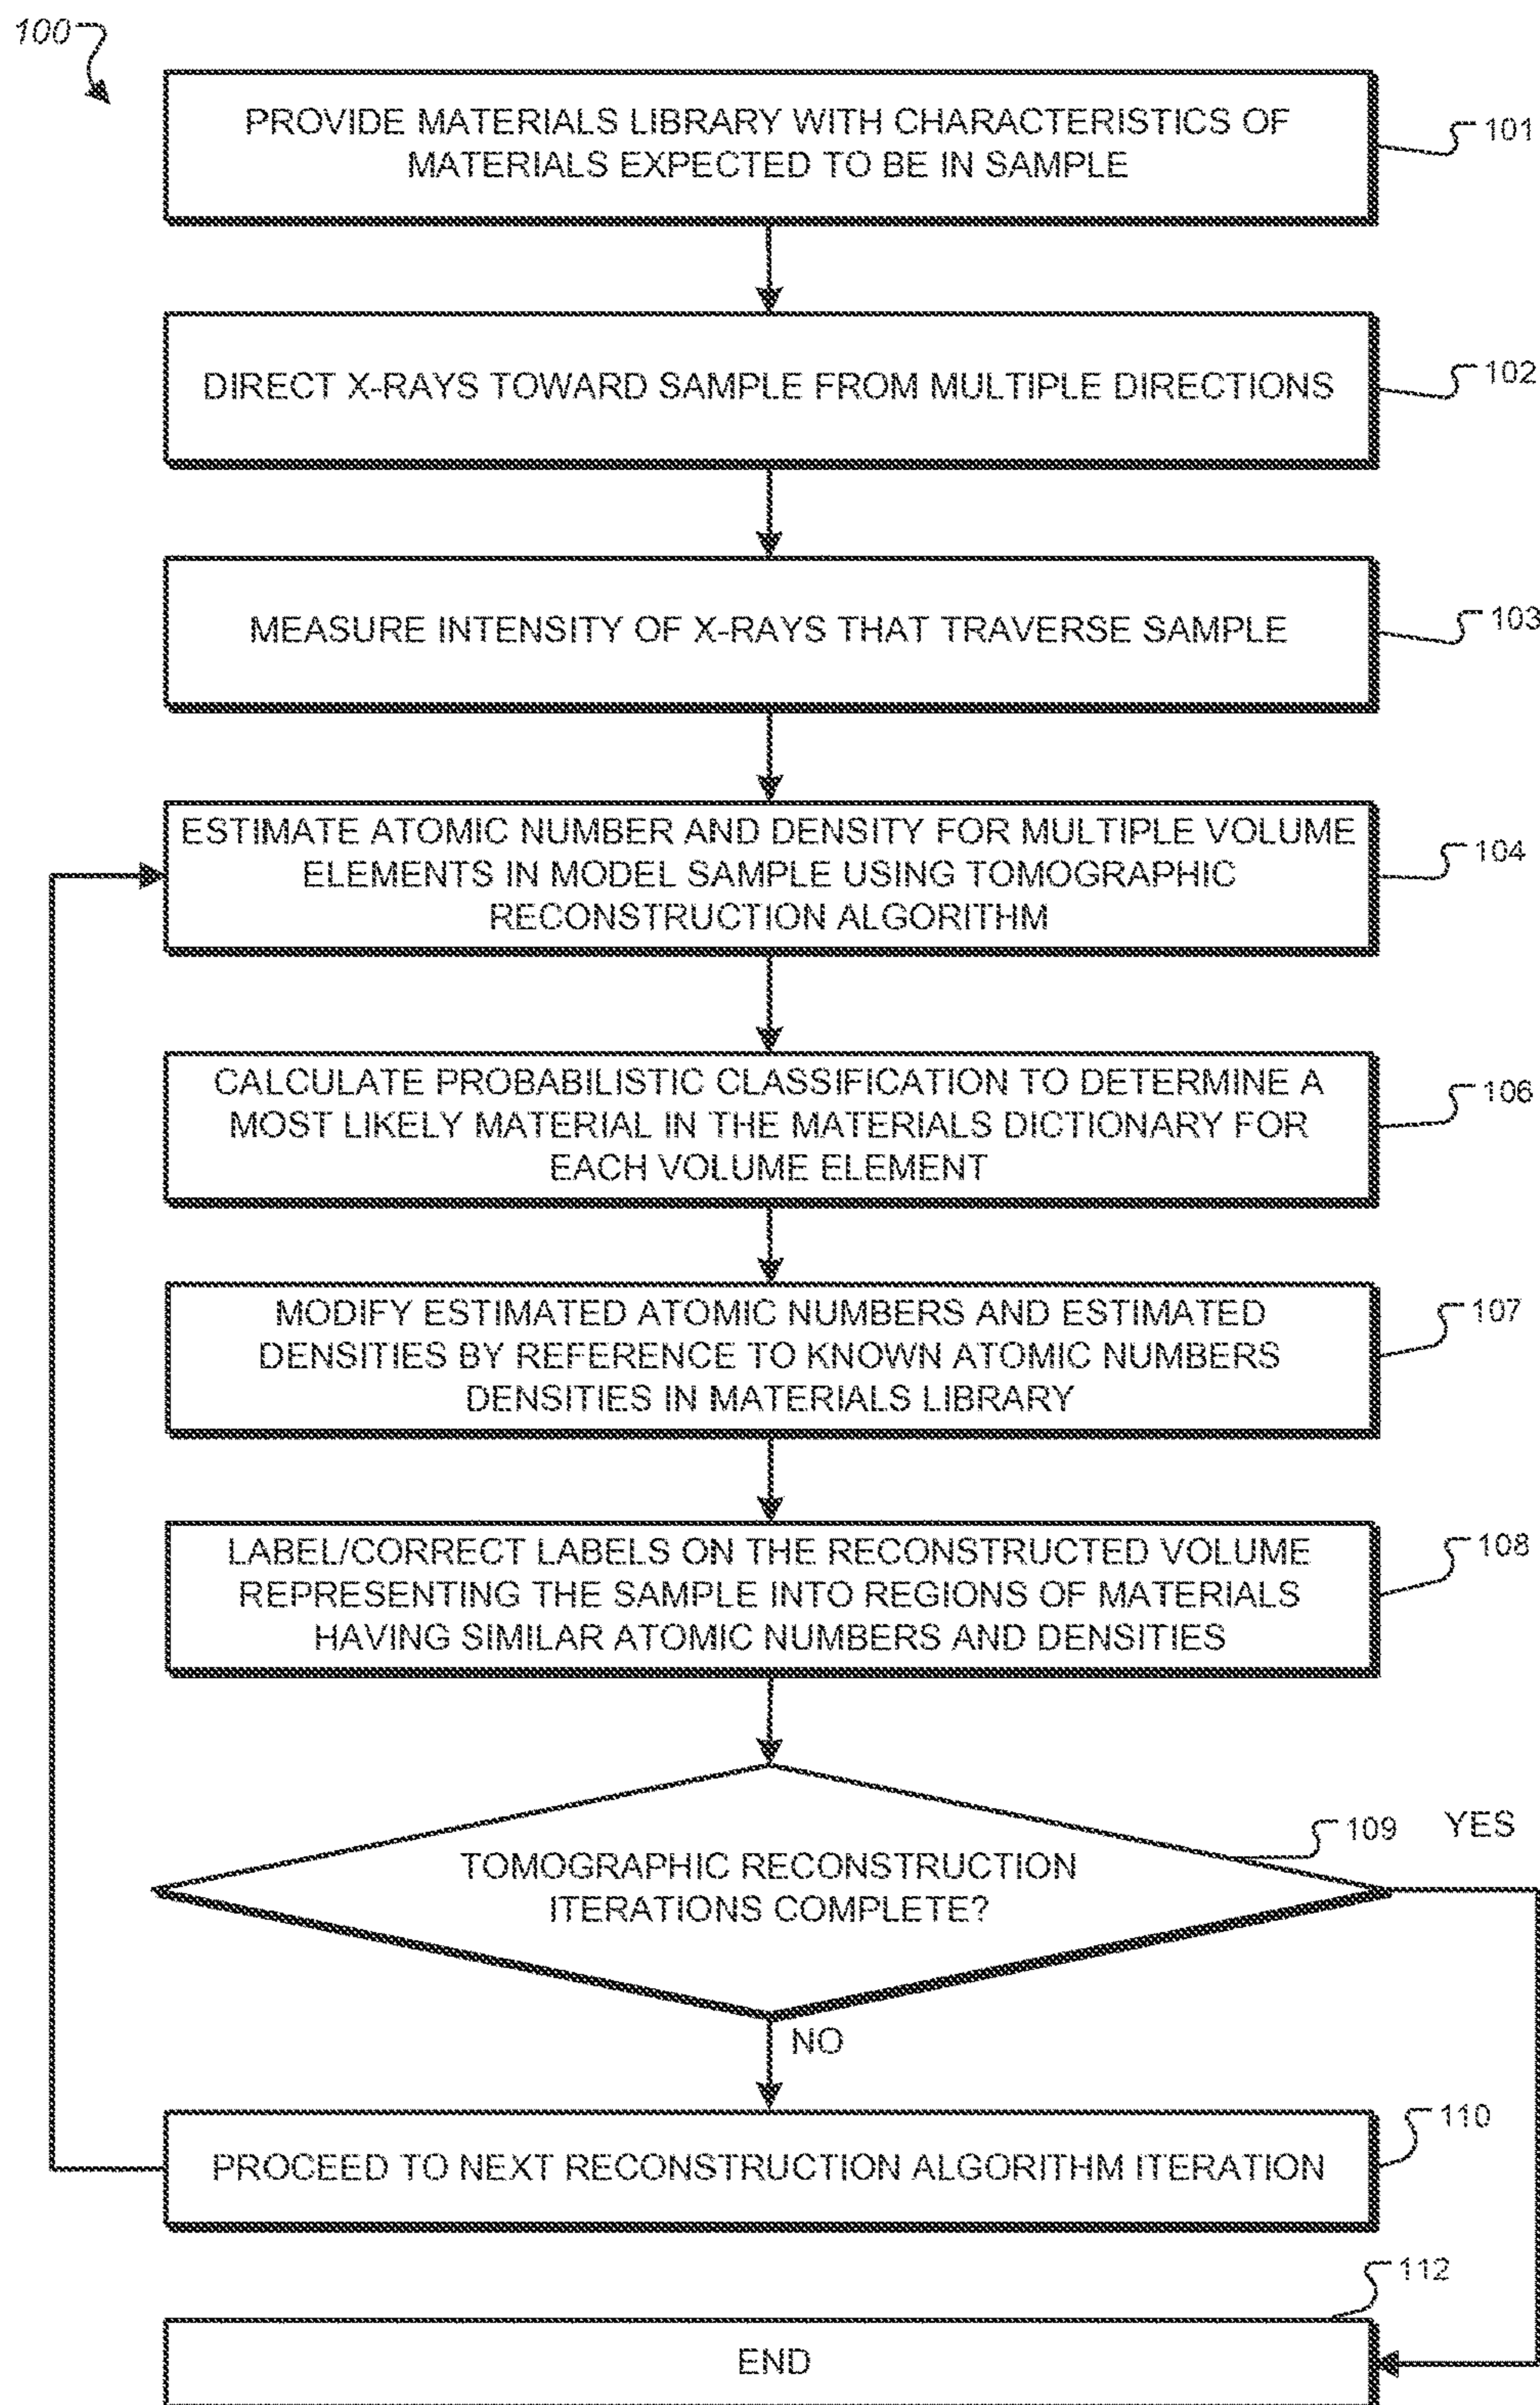 100
PROVIDE MATERIALS LIBRARY WITH CHARACTERISTICS OF
MATERIALS EXPECTED TO BE IN SAMPLE
101
DIRECT X-RAYS TOWARD SAMPLE FROM MULTIPLE DIRECTIONS
102
MEASURE INTENSITY OF X-RAYS THAT TRAVERSE SAMPLE
103
ESTIMATE ATOMIC NUMBER AND DENSITY FOR MULTIPLE VOLUME
ELEMENTS IN MODEL SAMPLE USING TOMOGRAPHIC
RECONSTRUCTION ALGORITHM
104
CALCULATE PROBABILISTIC CLASSIFICATION TO DETERMINE A
MOST LIKELY MATERIAL IN THE MATERIALS DICTIONARY FOR
EACH VOLUME ELEMENT
106
MODIFY ESTIMATED ATOMIC NUMBERS AND ESTIMATED
DENSITIES BY REFERENCE TO KNOWN ATOMIC NUMBERS
DENSITIES IN MATERIALS LIBRARY
107
LABEL/CORRECT LABELS ON THE RECONSTRUCTED VOLUME
REPRESENTING THE SAMPLE INTO REGIONS OF MATERIALS
HAVING SIMILAR ATOMIC NUMBERS AND DENSITIES
108
109
YES
TOMOGRAPHIC RECONSTRUCTION
ITERATIONS COMPLETE?
NO
110
PROCEED TO NEXT RECONSTRUCTION ALGORITHM ITERATION
112
END